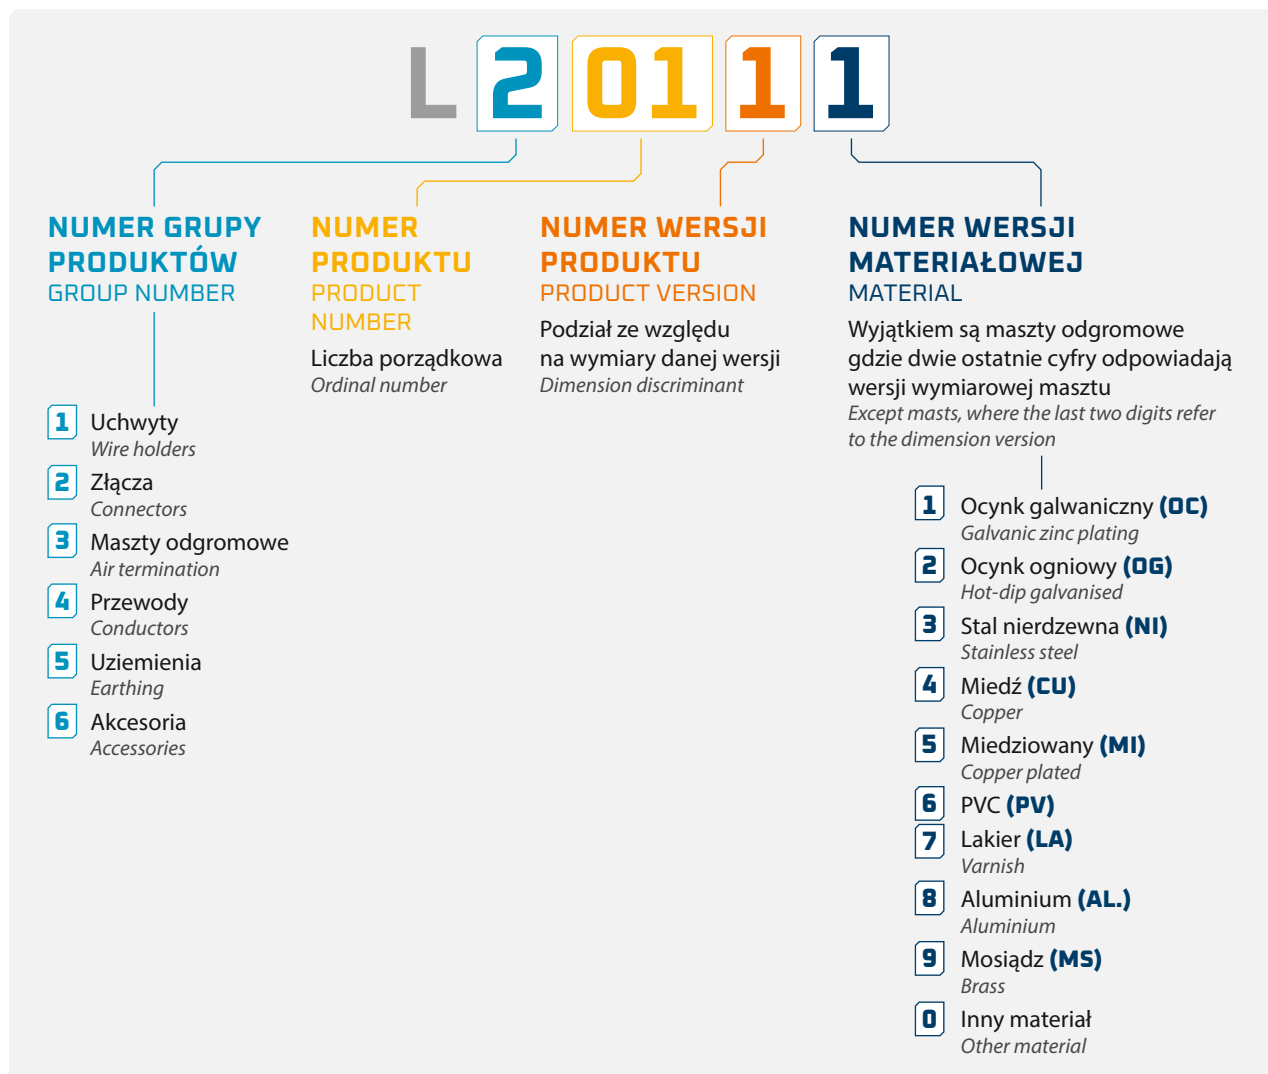 L 2 01 1 1
NUMER GRUPY
PRODUKTÓW
GROUP NUMBER
1 Uchwyty
Wire holders
2 Złącza
Connectors
3 Maszty odgromowe
Air termination
4 Przewody
Conductors
5 Uziemienia
Earthing
6 Akcesoria
Accessories
NUMER
PRODUKTU
PRODUCT
NUMBER
Liczba porządkowa
Ordinal number
NUMER WERSJI
PRODUKTU
PRODUCT VERSION
Podział ze względu
na wymiary danej wersji
Dimension discriminant
NUMER WERSJI
MATERIAŁOWEJ
MATERIAL
Wyjątkiem są maszty odgromowe
gdzie dwie ostatnie cyfry odpowiadają
wersji wymiarowej masztu
Except masts, where the last two digits refer
to the dimension version
1 Ocynk galwaniczny (OC)
Galvanic zinc plating
2 Ocynk ogniowy (OG)
Hot-dip galvanised
3 Stal nierdzewna (NI)
Stainless steel
4 Miedź (CU)
Copper
5 Miedziowany (MI)
Copper plated
6 PVC (PV)
7 Lakier (LA)
Varnish
8 Aluminium (AL.)
Aluminium
9 Mosiądz (MS)
Brass
0 Inny materiał
Other material